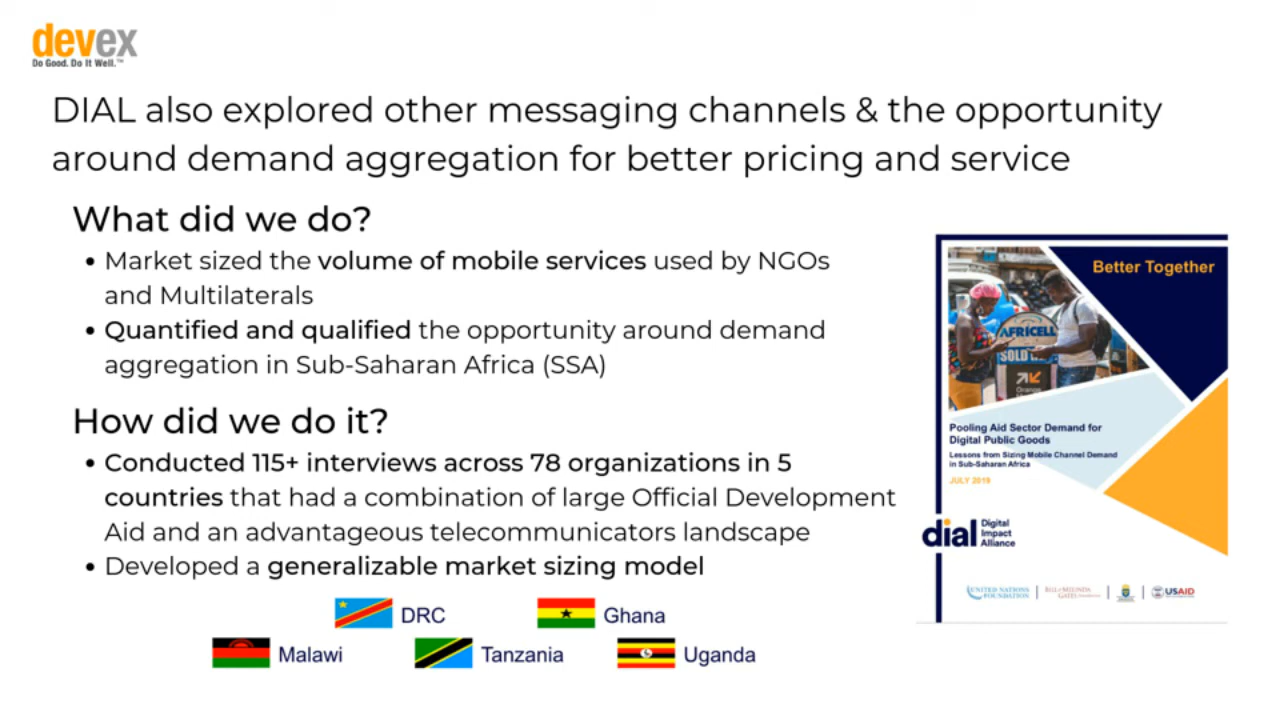 devex
Do Good. Do It Well.™
DIAL also explored other messaging channels & the opportunity
around demand aggregation for better pricing and service
What did we do?
• Market sized the volume of mobile services used by NGOs
and Multilaterals
• Quantified and qualified the opportunity around demand
aggregation in Sub-Saharan Africa (SSA)
How did we do it?
• Conducted 115+ interviews across 78 organizations in 5
countries that had a combination of large Official Development
Aid and an advantageous telecommunicators landscape
• Developed a generalizable market sizing model
DRC
Ghana
Malawi
Tanzania
Uganda
Better Together
AFRICELL
SOLD
Pooling Aid Sector Demand for
Digital Public Goods
Lessons from Sizing Mobile Channel Demand
in Sub-Saharan Africa
JULY 2019
dial
Digital
Impact
Alliance
UNITED NATIONS
FOUNDATION
BILL & MELINDA
GATES foundation
USAID